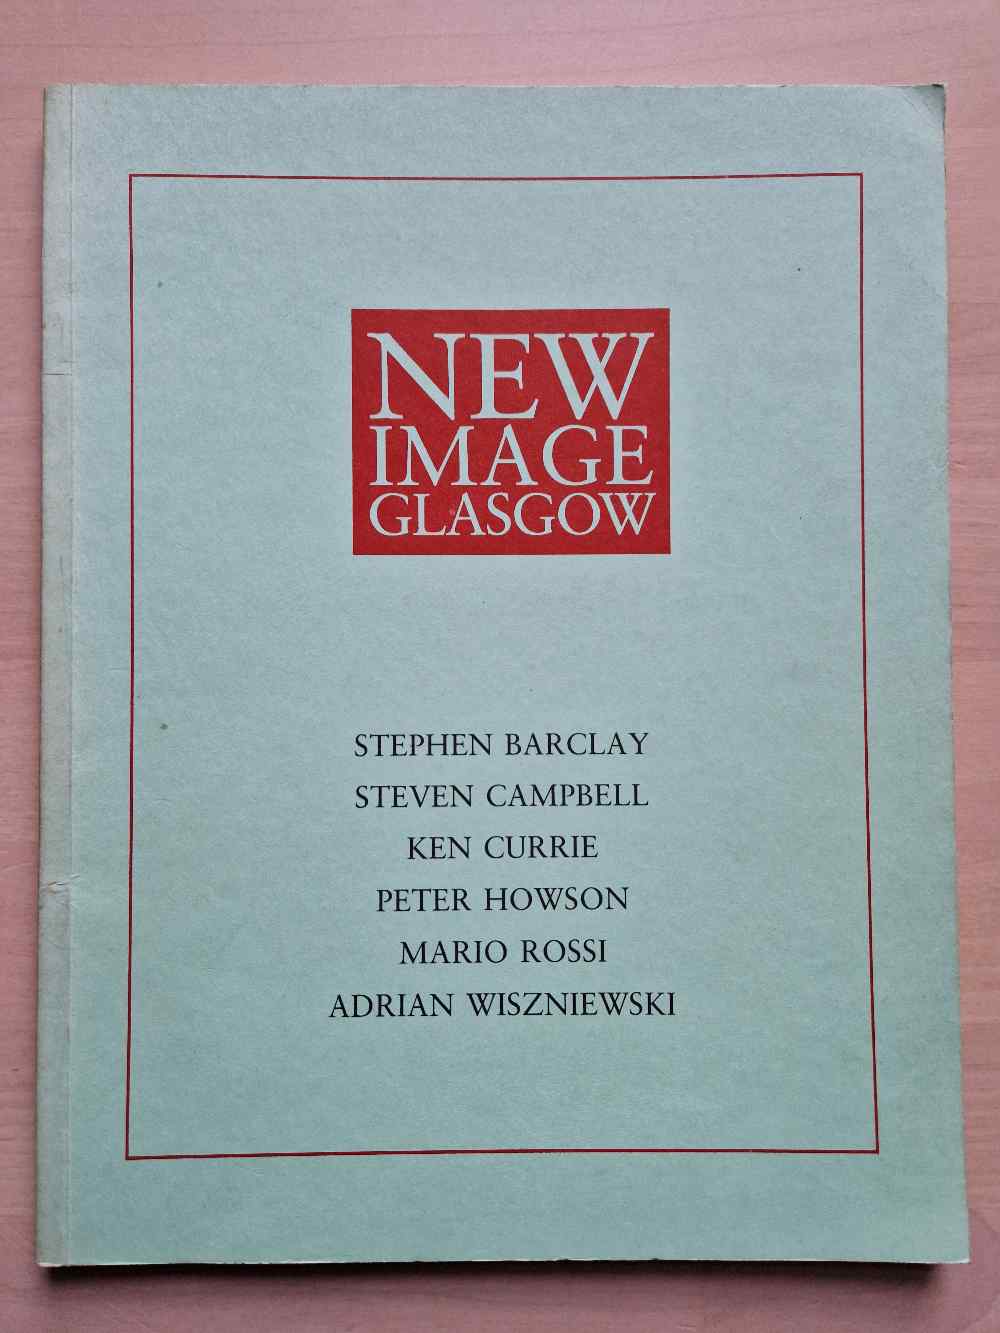 NEW
IMAGE
GLASGOW
STEPHEN BARCLAY
STEVEN CAMPBELL
KEN CURRIE
PETER HOWSON
MARIO ROSSI
ADRIAN WISZNIEWSKI